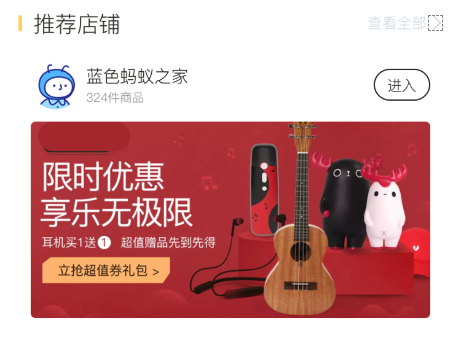 推荐店铺
查看全部
蓝色蚂蚁之家
进入
324件商品
限时优惠
享乐无极限
耳机买1送1 超值赠品先到先得
立抢超值券礼包 >